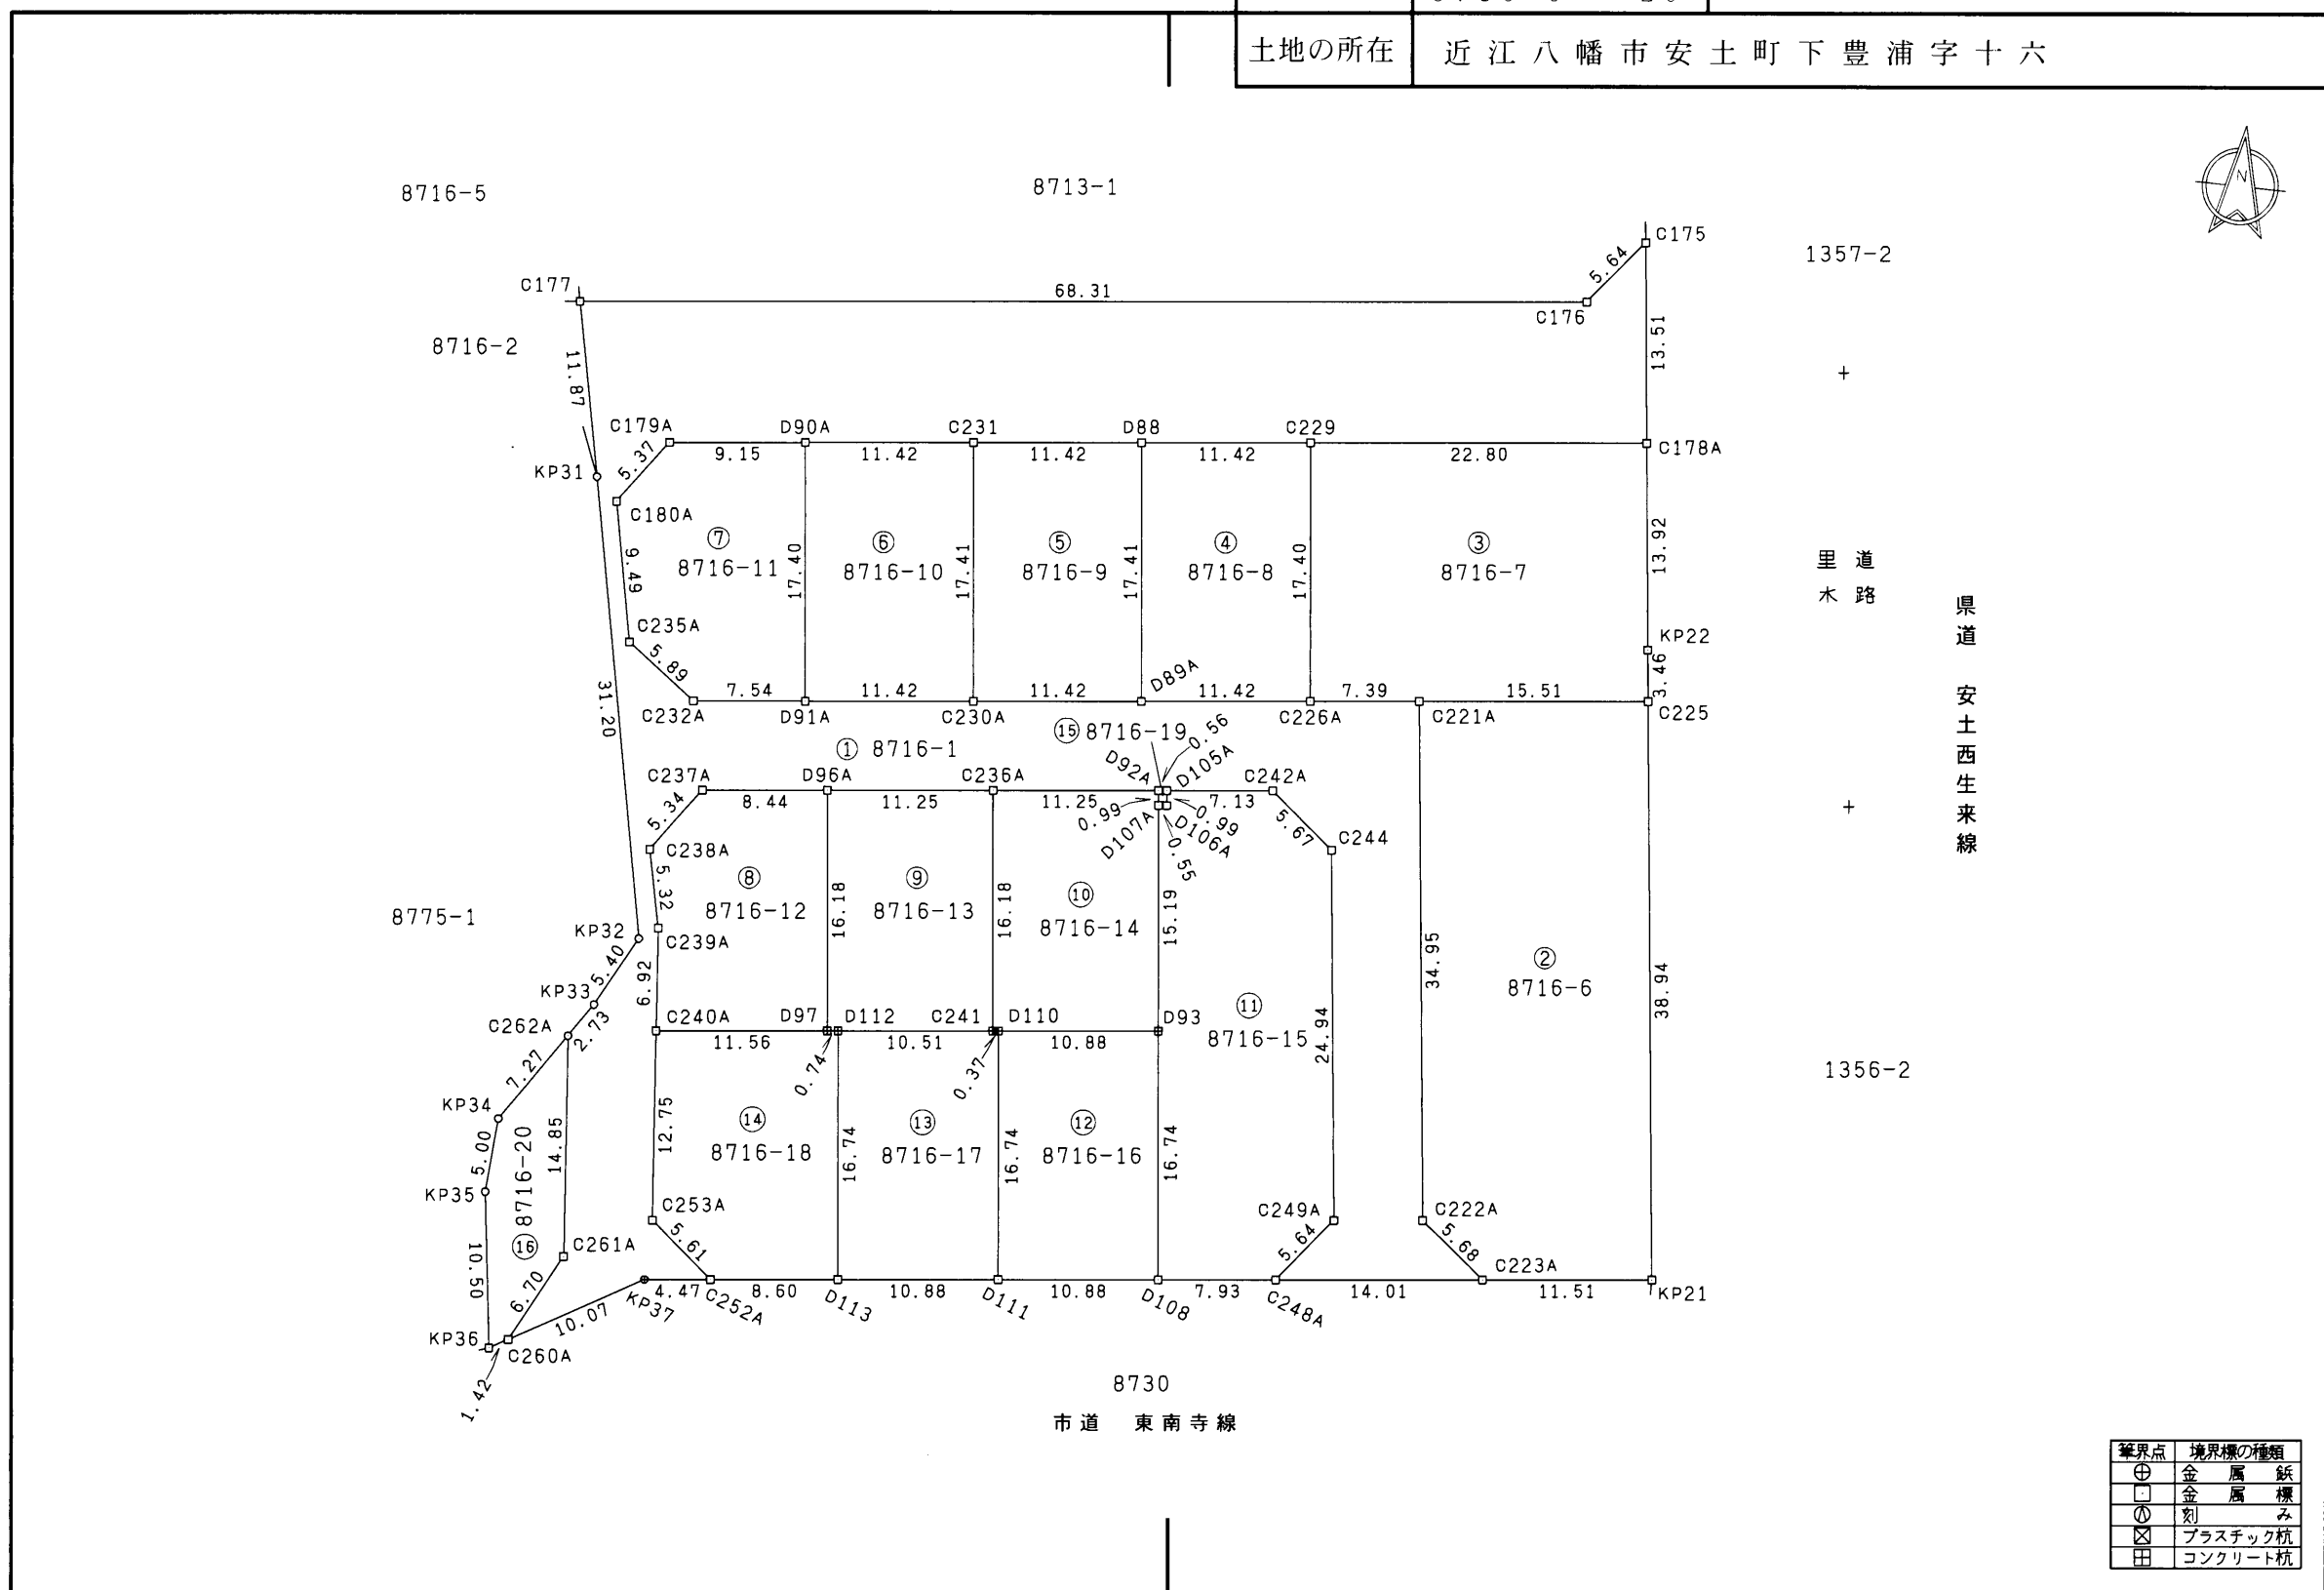 土地の所在 近江八幡市安土町下豊浦字十六
8716-5
8713-1
C175
1357-2
C177
5.64
68.31
C176
8716-2
11.87
13.51
C179A
D90A
C231
D88
C229
C178A
5.37
9.15
11.42
11.42
11.42
22.80
KP31
C180A
⑦
8716-11
⑥
8716-10
⑤
8716-9
④
8716-8
③
8716-7
9.49
17.40
17.41
17.41
17.40
13.92
里道
水路
県道 安土西生来線
C235A
KP22
5.89
3.46
31.20
D89A
7.54
11.42
11.42
11.42
7.39
15.51
C232A
D91A
C230A
C226A
C221A
C225
① 8716-1
⑮ 8716-19
0.56
C237A
D96A
C236A
D92A
D105A
C242A
8.44
11.25
11.25
7.13
5.34
0.99
0.99
5.67
D107A
D106A
0.55
C238A
C244
5.32
⑧
8716-12
⑨
8716-13
⑩
8716-14
16.18
16.18
15.19
8775-1
KP32
C239A
5.40
6.92
34.95
②
8716-6
38.94
KP33
⑪
8716-15
24.94
C262A
2.73
C240A
D97
D112
C241
D110
D93
11.56
10.51
10.88
0.74
0.37
1356-2
7.27
KP34
14.85
12.75
⑭
8716-18
⑬
8716-17
⑫
8716-16
16.74
16.74
16.74
5.00
⑯ 8716-20
KP35
C253A
C249A
C222A
10.50
C261A
5.61
5.64
5.68
C223A
6.70
4.47
8.60
10.88
10.88
7.93
14.01
11.51
KP37
C252A
D113
D111
D108
C248A
KP21
10.07
KP36
C260A
1.42
8730
市道 東南寺線
筆界点 境界標の種類
金属鋲
金属標
刻み
プラスチック杭
コンクリート杭